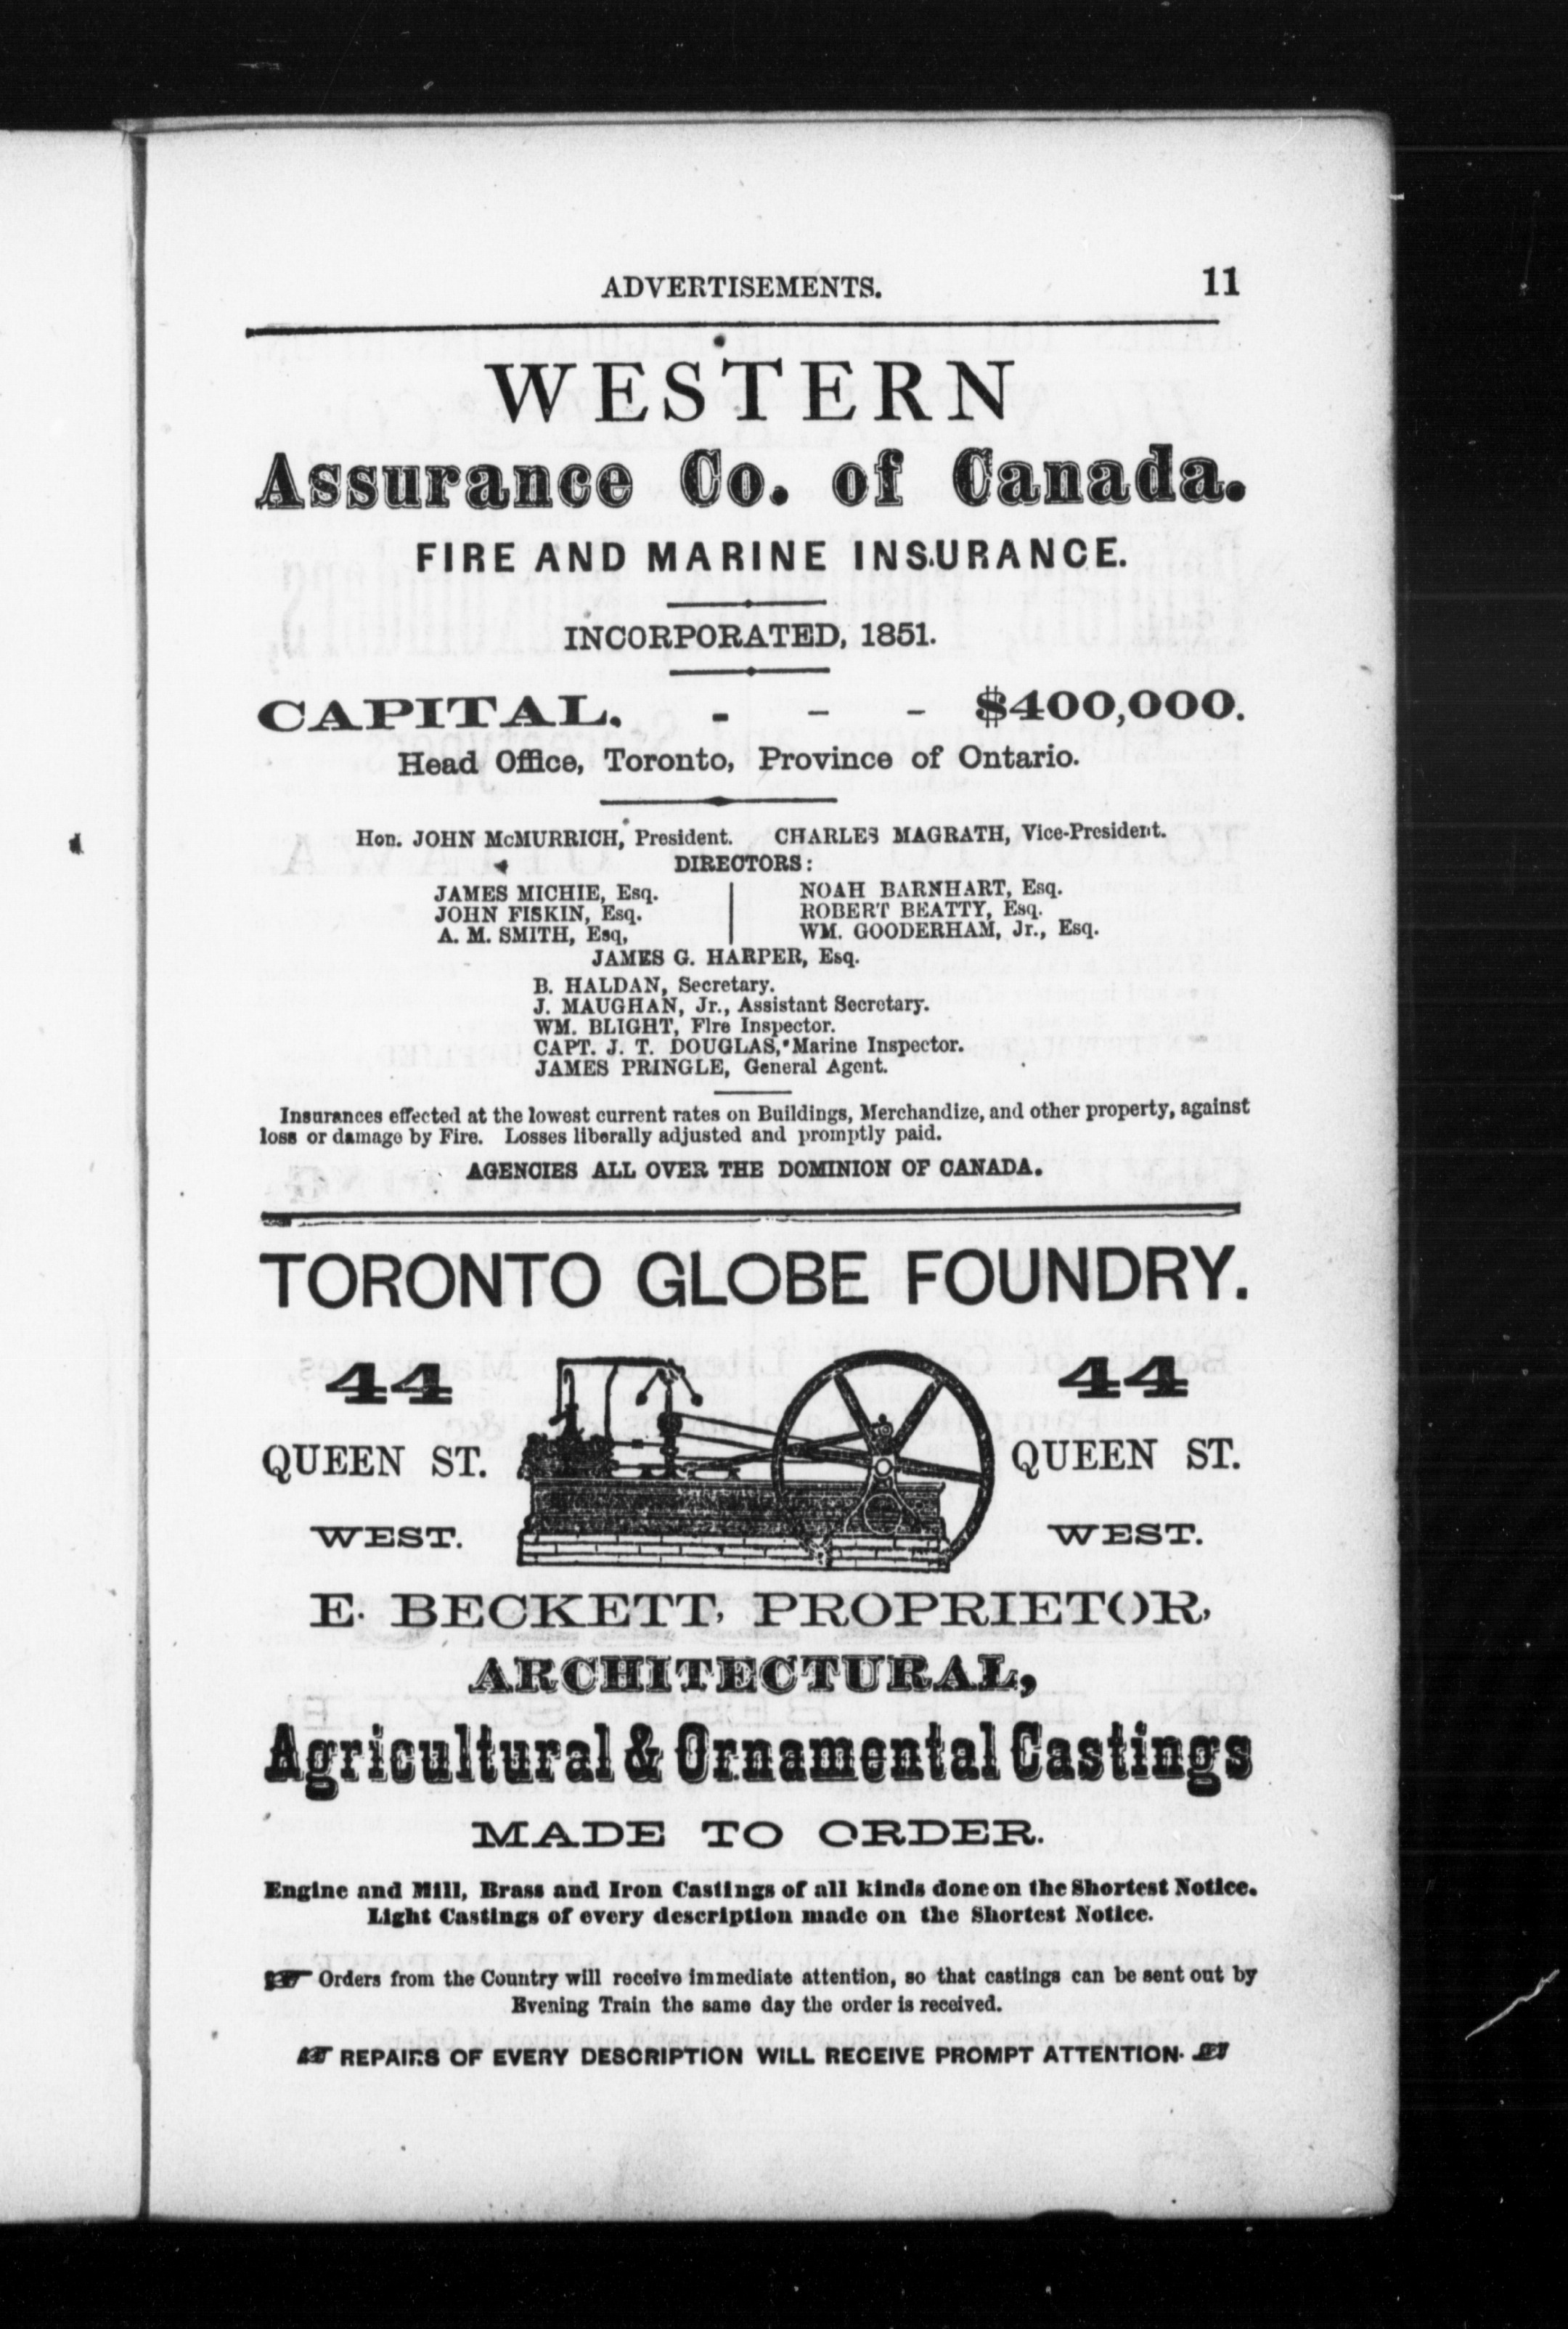 ADVERTISEMENTS. 11
WESTERN
Assurance Co. of Canada.
FIRE AND MARINE INSURANCE.
INCORPORATED, 1851.
CAPITAL. - - - $400,000.
Head Office, Toronto, Province of Ontario.
Hon. JOHN McMURRICH, President. CHARLES MAGRATH, Vice-President.
DIRECTORS:
JAMES MICHIE, Esq.
JOHN FISKIN, Esq.
A. M. SMITH, Esq,
NOAH BARNHART, Esq.
ROBERT BEATTY, Esq.
WM. GOODERHAM, Jr., Esq.
JAMES G. HARPER, Esq.
B. HALDAN, Secretary.
J. MAUGHAN, Jr., Assistant Secretary.
WM. BLIGHT, Fire Inspector.
CAPT. J. T. DOUGLAS, Marine Inspector.
JAMES PRINGLE, General Agent.
Insurances effected at the lowest current rates on Buildings, Merchandize, and other property, against
loss or damage by Fire. Losses liberally adjusted and promptly paid.
AGENCIES ALL OVER THE DOMINION OF CANADA.
TORONTO GLOBE FOUNDRY.
44
QUEEN ST.
WEST.
44
QUEEN ST.
WEST.
E. BECKETT, PROPRIETOR,
ARCHITECTURAL,
Agricultural & Ornamental Castings
MADE TO ORDER.
Engine and Mill, Brass and Iron Castings of all kinds done on the Shortest Notice.
Light Castings of every description made on the Shortest Notice.
☞ Orders from the Country will receive immediate attention, so that castings can be sent out by
Evening Train the same day the order is received.
☞ REPAIRS OF EVERY DESCRIPTION WILL RECEIVE PROMPT ATTENTION. ☜